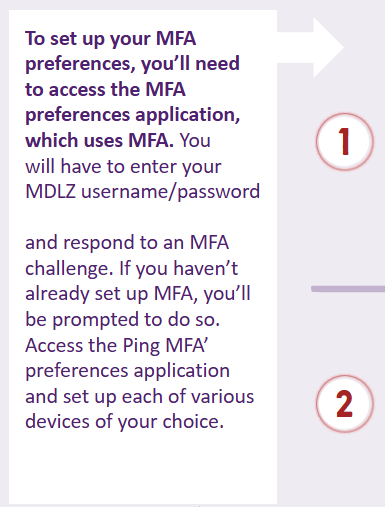 To set up your MFA
preferences, you'll need
to access the MFA
preferences application,
which uses MFA. You
will have to enter your
MDLZ username/password
and respond to an MFA
challenge. If you haven't
already set up MFA, you'll
be prompted to do so.
Access the Ping MFA'
preferences application
and set up each of various
devices of your choice.
1
2